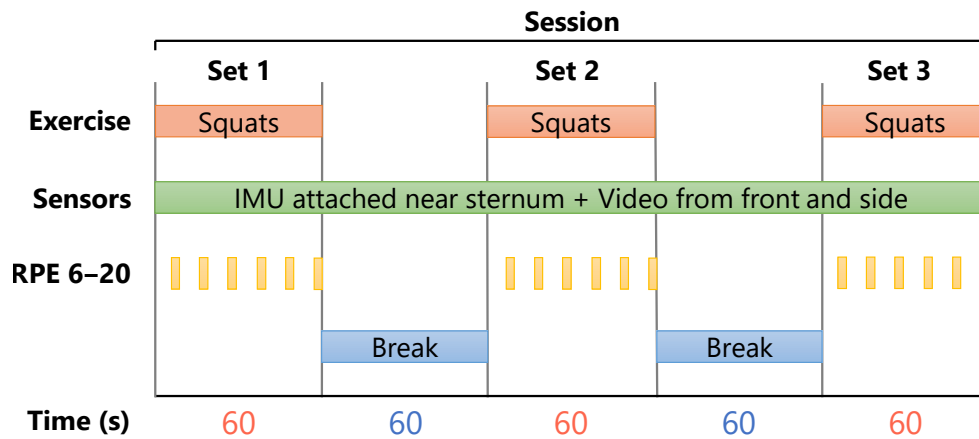 Session
Set 1 Set 2 Set 3
Exercise Squats Squats Squats
Sensors IMU attached near sternum + Video from front and side
RPE 6–20
Break Break
Time (s) 60 60 60 60 60